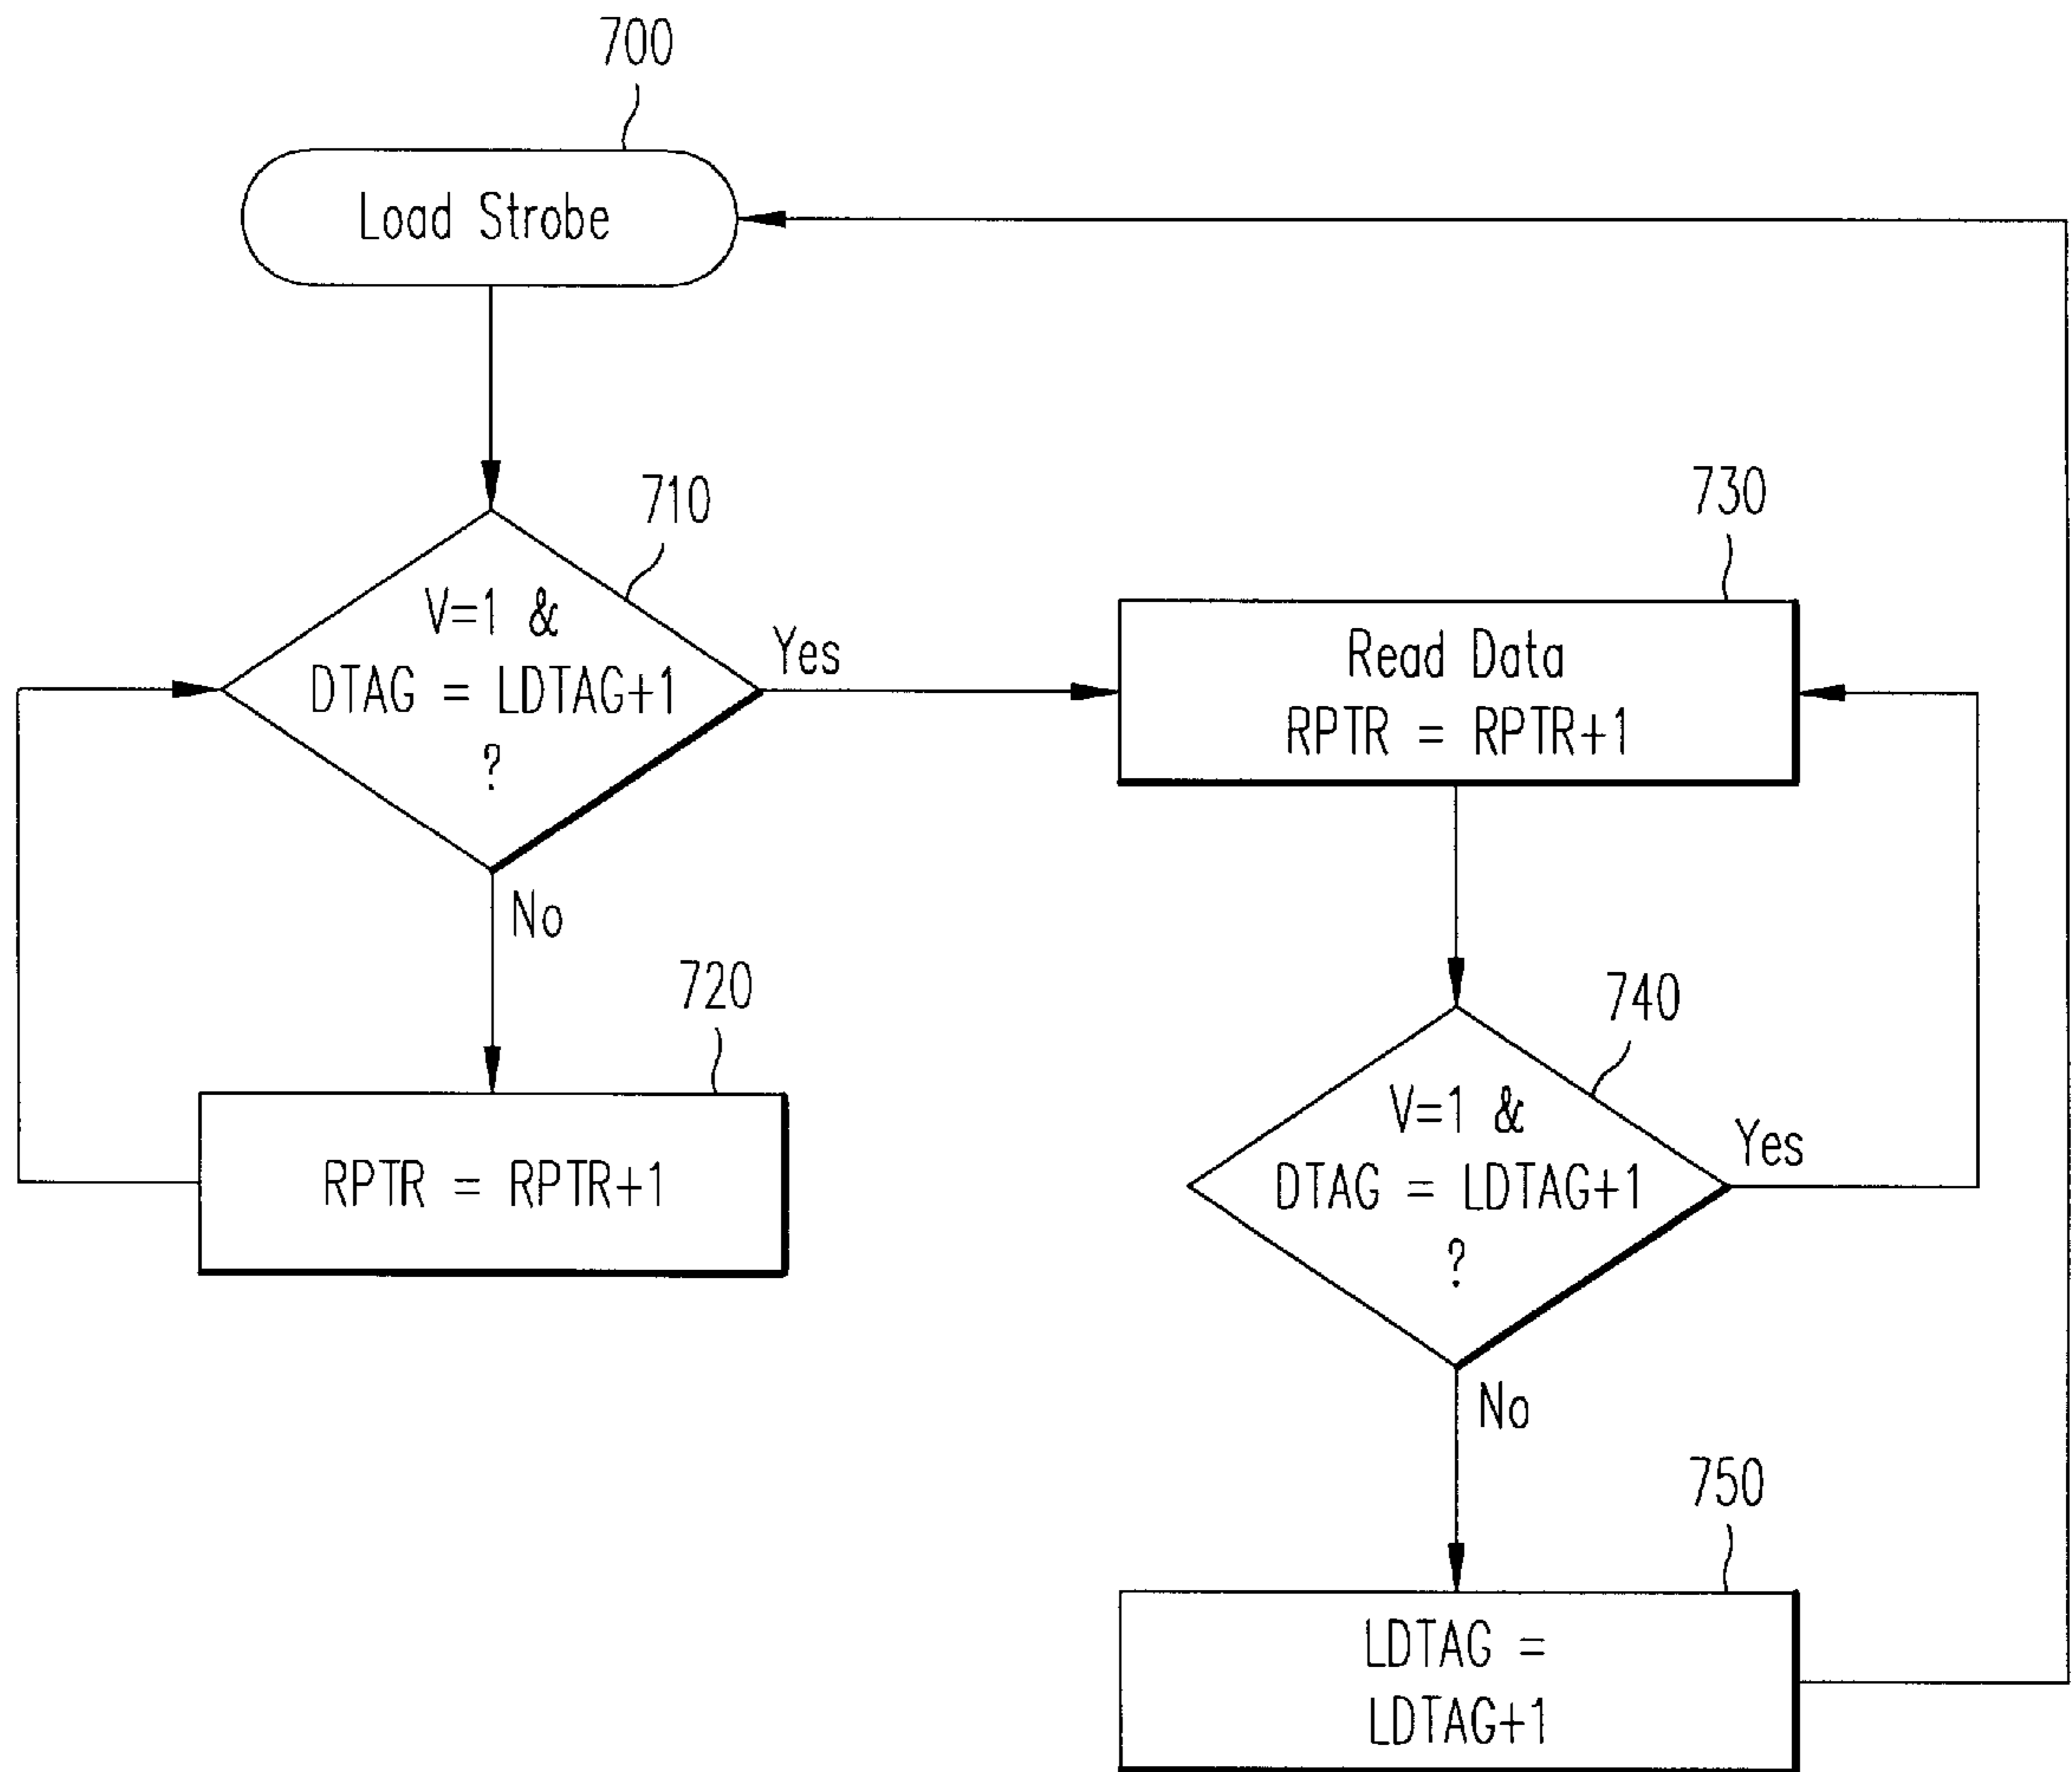 700
Load Strobe
710
V=1 &
DTAG = LDTAG+1
?
Yes
No
720
RPTR = RPTR+1
730
Read Data
RPTR = RPTR+1
740
V=1 &
DTAG = LDTAG+1
?
Yes
No
750
LDTAG =
LDTAG+1